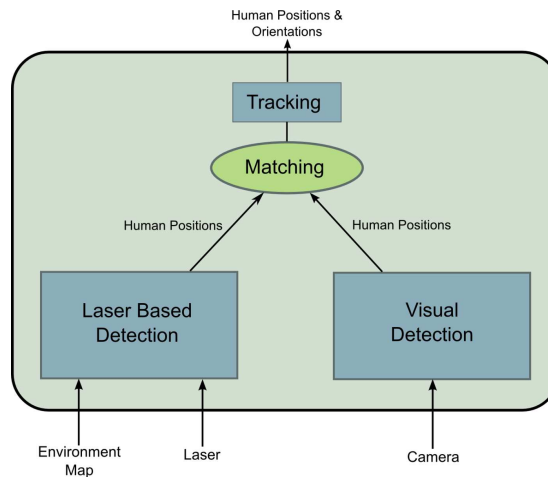 Human Positions &
Orientations
Tracking
Matching
Human Positions
Human Positions
Laser Based
Detection
Visual
Detection
Environment
Map
Laser
Camera